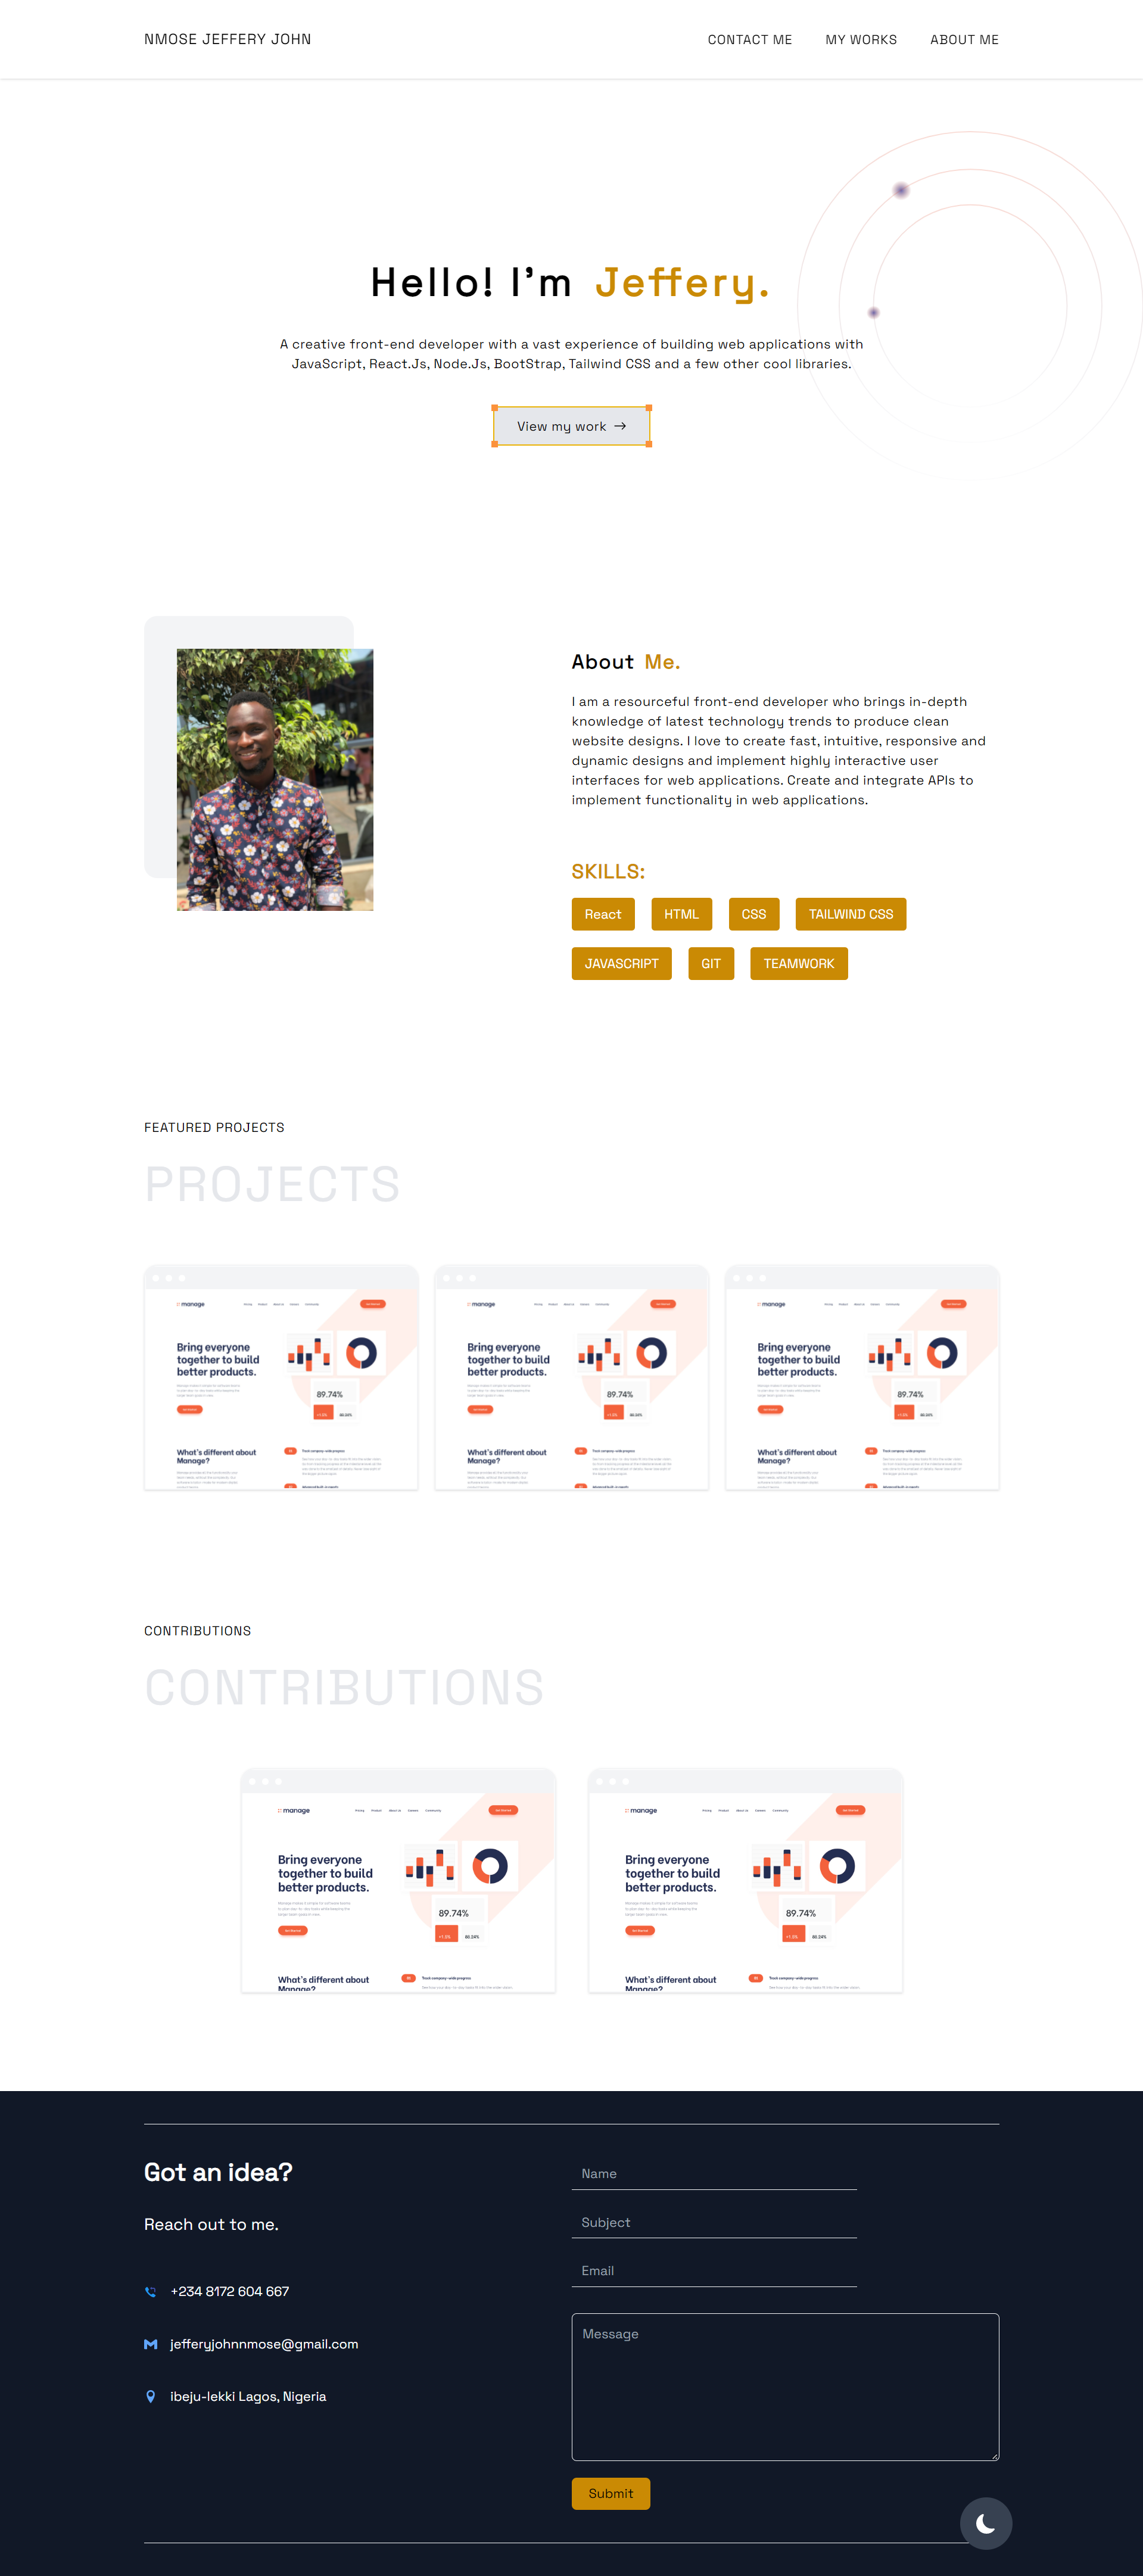 NMOSE JEFFERY JOHN
CONTACT ME
MY WORKS
ABOUT ME
Hello! I'm Jeffery.
A creative front-end developer with a vast experience of building web applications with
JavaScript, React.Js, Node.Js, BootStrap, Tailwind CSS and a few other cool libraries.
View my work →
About Me.
I am a resourceful front-end developer who brings in-depth
knowledge of latest technology trends to produce clean
website designs. I love to create fast, intuitive, responsive and
dynamic designs and implement highly interactive user
interfaces for web applications. Create and integrate APIs to
implement functionality in web applications.
SKILLS:
React
HTML
CSS
TAILWIND CSS
JAVASCRIPT
GIT
TEAMWORK
FEATURED PROJECTS
PROJECTS
manage
Bring everyone
together to build
better products.
89.74%
What's different about
Manage?
manage
Bring everyone
together to build
better products.
89.74%
What's different about
Manage?
manage
Bring everyone
together to build
better products.
89.74%
What's different about
Manage?
CONTRIBUTIONS
CONTRIBUTIONS
manage
Bring everyone
together to build
better products.
89.74%
What's different about
Manage?
manage
Bring everyone
together to build
better products.
89.74%
What's different about
Manage?
Got an idea?
Reach out to me.
+234 8172 604 667
jefferyjohnnmose@gmail.com
ibeju-lekki Lagos, Nigeria
Name
Subject
Email
Message
Submit